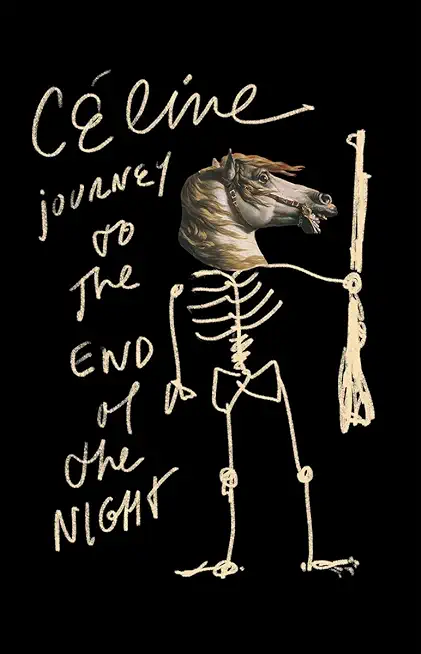 CÉline
JOURNEY
to
The
END
of
the
NIGHT